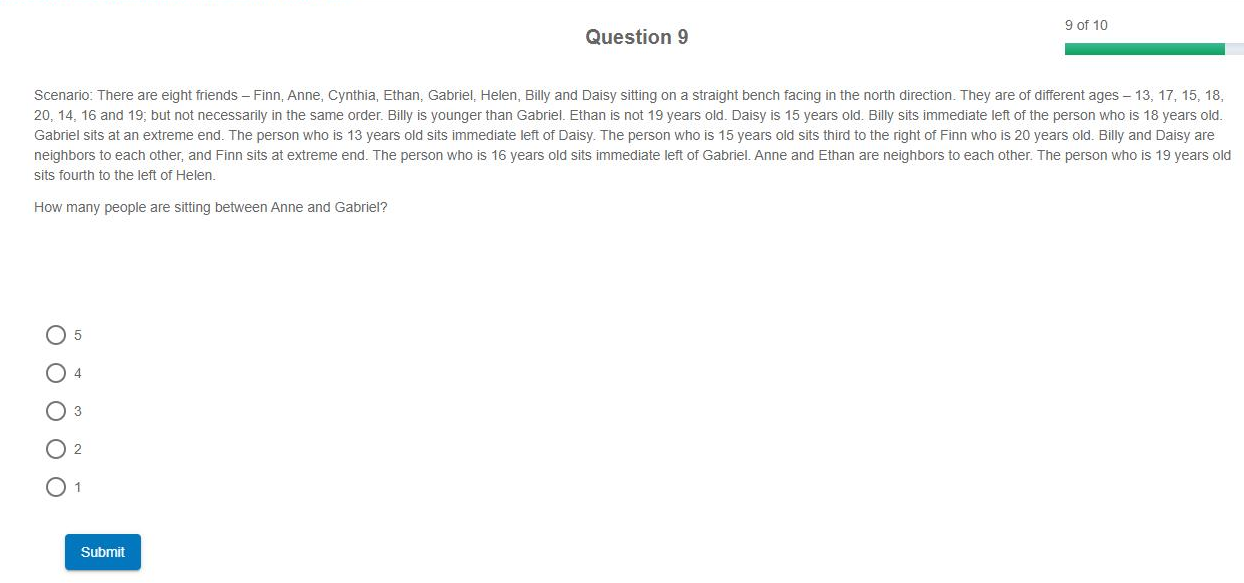 Question 9
9 of 10
Scenario: There are eight friends – Finn, Anne, Cynthia, Ethan, Gabriel, Helen, Billy and Daisy sitting on a straight bench facing in the north direction. They are of different ages – 13, 17, 15, 18,
20, 14, 16 and 19; but not necessarily in the same order. Billy is younger than Gabriel. Ethan is not 19 years old. Daisy is 15 years old. Billy sits immediate left of the person who is 18 years old.
Gabriel sits at an extreme end. The person who is 13 years old sits immediate left of Daisy. The person who is 15 years old sits third to the right of Finn who is 20 years old. Billy and Daisy are
neighbors to each other, and Finn sits at extreme end. The person who is 16 years old sits immediate left of Gabriel. Anne and Ethan are neighbors to each other. The person who is 19 years old
sits fourth to the left of Helen.
How many people are sitting between Anne and Gabriel?
5
4
3
2
1
Submit